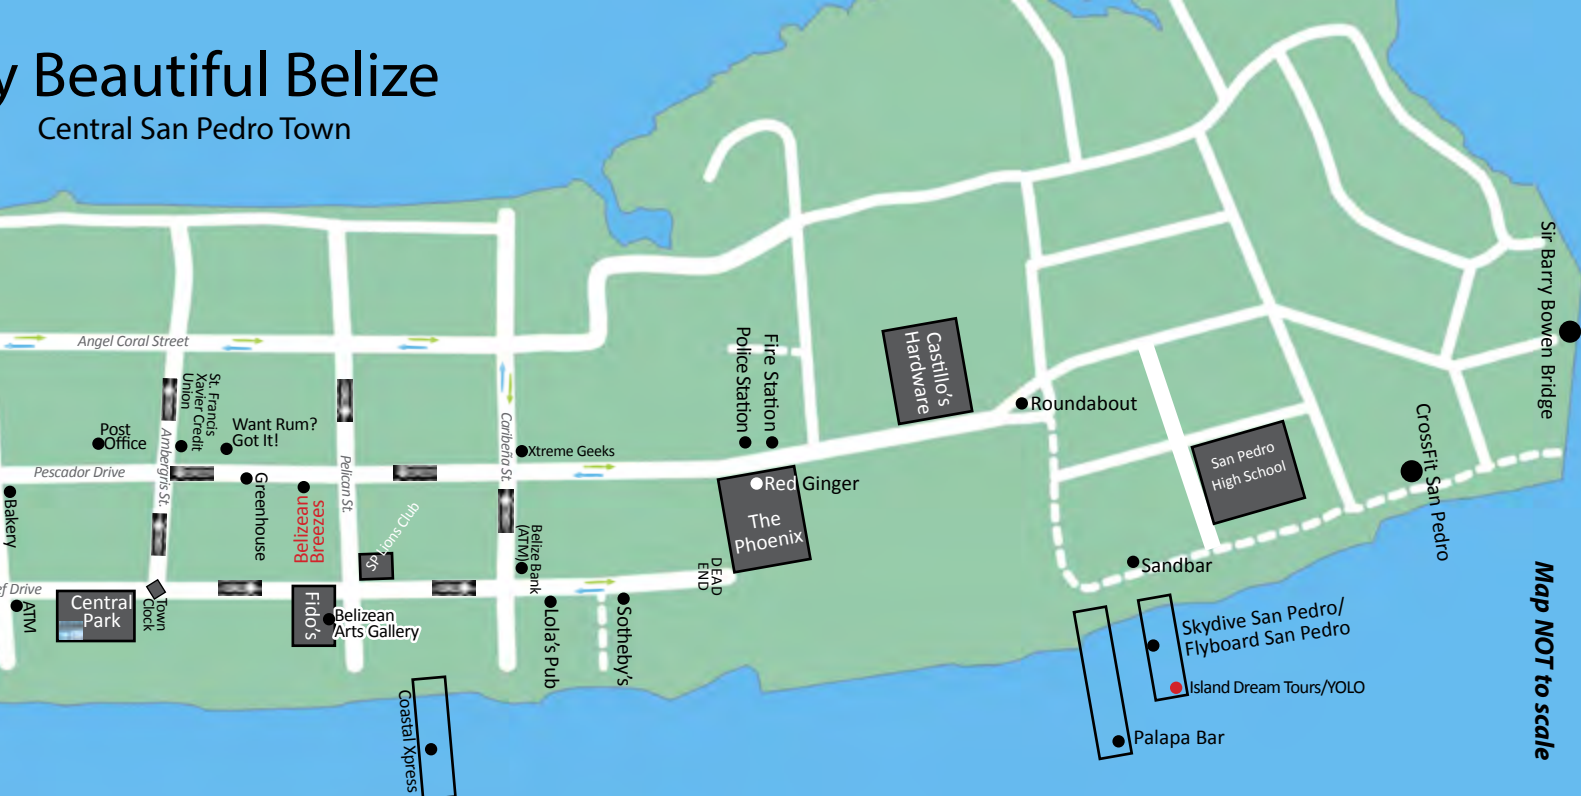 y Beautiful Belize
Central San Pedro Town
Angel Coral Street
Pescador Drive
ef Drive
Ambergris St.
Pelican St.
Caribeña St.
Post
Office
St. Francis
Xavier Credit
Union
Want Rum?
Got It!
Greenhouse
Belizean
Breezes
Bakery
ATM
Central
Park
Town
Clock
SP Lions Club
Fido's
Belizean
Arts Gallery
Coastal Xpress
Xtreme Geeks
Belize Bank
(ATM)
Lola's Pub
Sotheby's
DEAD
END
Police Station
Fire Station
Red Ginger
The
Phoenix
Castillo's
Hardware
Roundabout
San Pedro
High School
Sandbar
Skydive San Pedro/
Flyboard San Pedro
Island Dream Tours/YOLO
Palapa Bar
CrossFit San Pedro
Sir Barry Bowen Bridge
Map NOT to scale